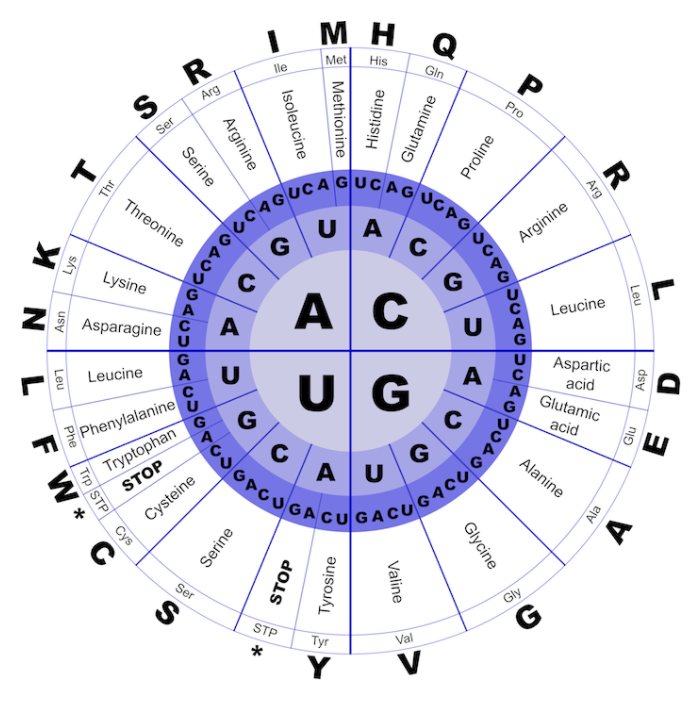 A
C
G
U
A C G U
A C G U
A C G U
A C G U
UCAG UCAG UCAG UCAG
UCAG UCAG UCAG UCAG
UCAG UCAG UCAG UCAG
UCAG UCAG UCAG UCAG
Histidine
His
H
Glutamine
Gln
Q
Proline
Pro
P
Arginine
Arg
R
Leucine
Leu
L
Aspartic
acid
Asp
D
Glutamic
acid
Glu
E
Alanine
Ala
A
Glycine
Gly
G
Valine
Val
V
Tyrosine
Tyr
Y
STOP
STP
*
Serine
Ser
S
Cysteine
Cys
C
STOP
STP
*
Tryptophan
Trp
W
Phenylalanine
Phe
F
Leucine
Leu
L
Asparagine
Asn
N
Lysine
Lys
K
Threonine
Thr
T
Serine
Ser
S
Arginine
Arg
R
Isoleucine
Ile
I
Methionine
Met
M